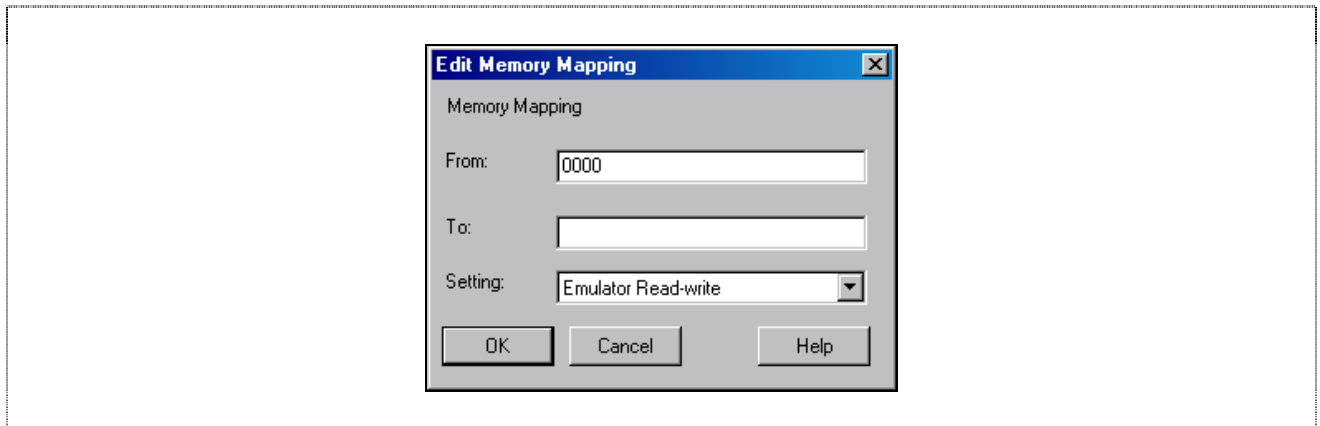 Edit Memory Mapping
Memory Mapping
From: 0000
To:
Setting: Emulator Read-write
OK Cancel Help